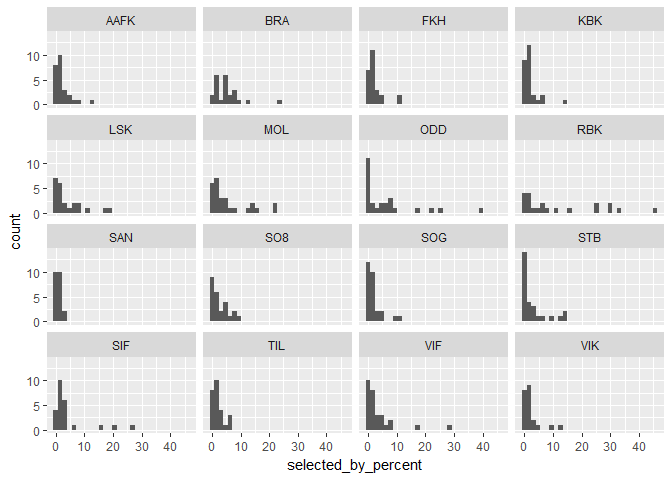 AAFK BRA FKH KBK
10
5
0
LSK MOL ODD RBK
10
5
0
SAN SO8 SOG STB
10
5
0
SIF TIL VIF VIK
10
5
0
0 10 20 30 40 0 10 20 30 40 0 10 20 30 40 0 10 20 30 40
selected_by_percent
count